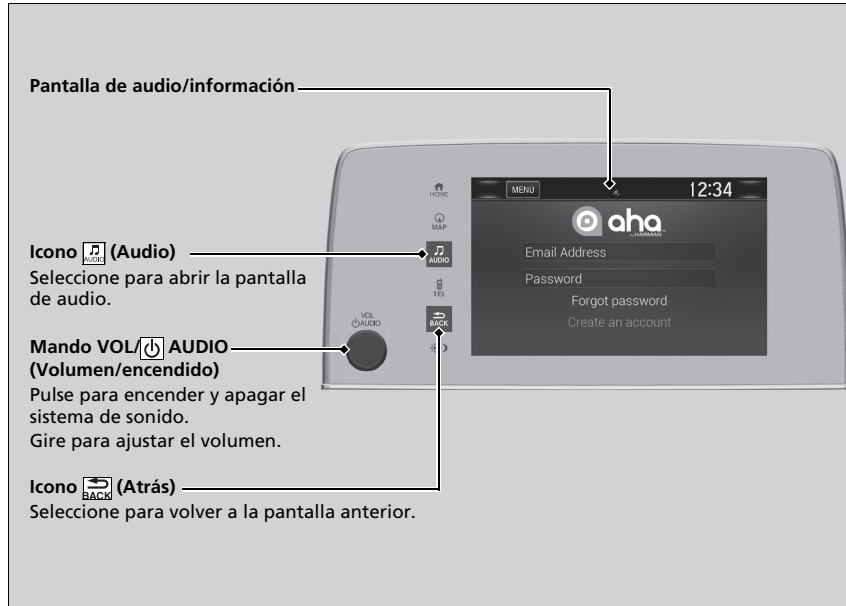 Pantalla de audio/información
HOME
MAP
AUDIO
TEL
BACK
VOL
AUDIO
MENÚ
12:34
aha
by HARMAN
Email Address
Password
Forgot password
Create an account
Icono AUDIO (Audio)
Seleccione para abrir la pantalla
de audio.
Mando VOL/ AUDIO
(Volumen/encendido)
Pulse para encender y apagar el
sistema de sonido.
Gire para ajustar el volumen.
Icono BACK (Atrás)
Seleccione para volver a la pantalla anterior.